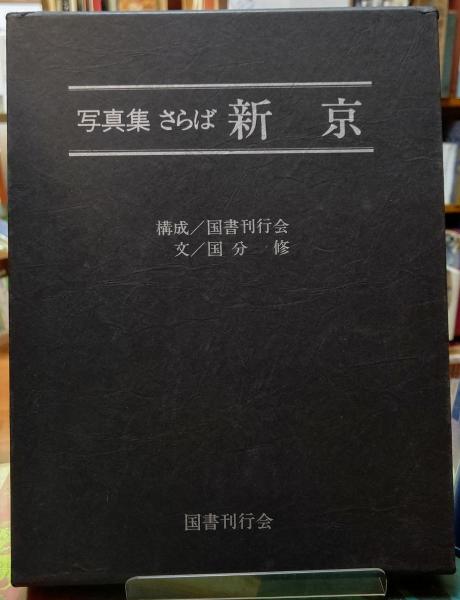 写真集 さらば 新京
構成／国書刊行会
文／国分 修
国書刊行会